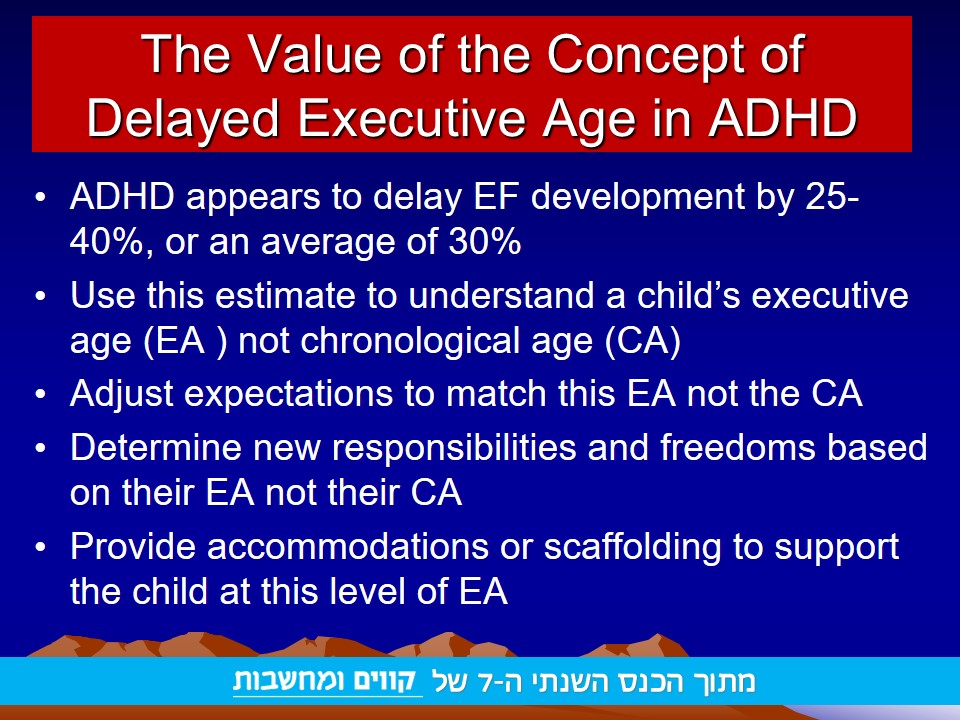 The Value of the Concept of
Delayed Executive Age in ADHD
• ADHD appears to delay EF development by 25-
40%, or an average of 30%
• Use this estimate to understand a child’s executive
age (EA ) not chronological age (CA)
• Adjust expectations to match this EA not the CA
• Determine new responsibilities and freedoms based
on their EA not their CA
• Provide accommodations or scaffolding to support
the child at this level of EA
מתוך הכנס השנתי ה-7 של קווים ומחשבות